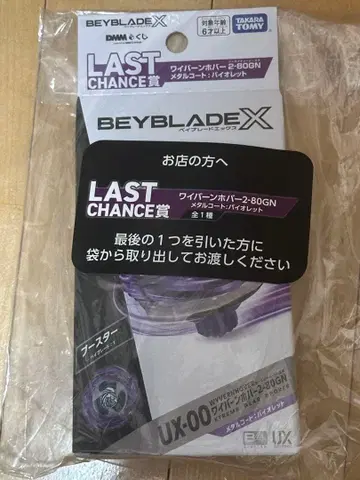 BEYBLADE X
DMMくじ
LAST
CHANCE賞
対象年齢
6才以上
TAKARA
TOMY
ワイバーンホバー 2-80GN
メタルコート:バイオレット
BEYBLADE X
ベイブレードエックス
お店の方へ
LAST
CHANCE賞
ワイバーンホバー2-80GN
メタルコート:バイオレット
全1種
最後の1つを引いた方に
袋から取り出してお渡しください
ブースター
UX-00
ワイバーンホバー2-80GN
XTREME GEAR SPORTS
メタルコート:バイオレット
UX